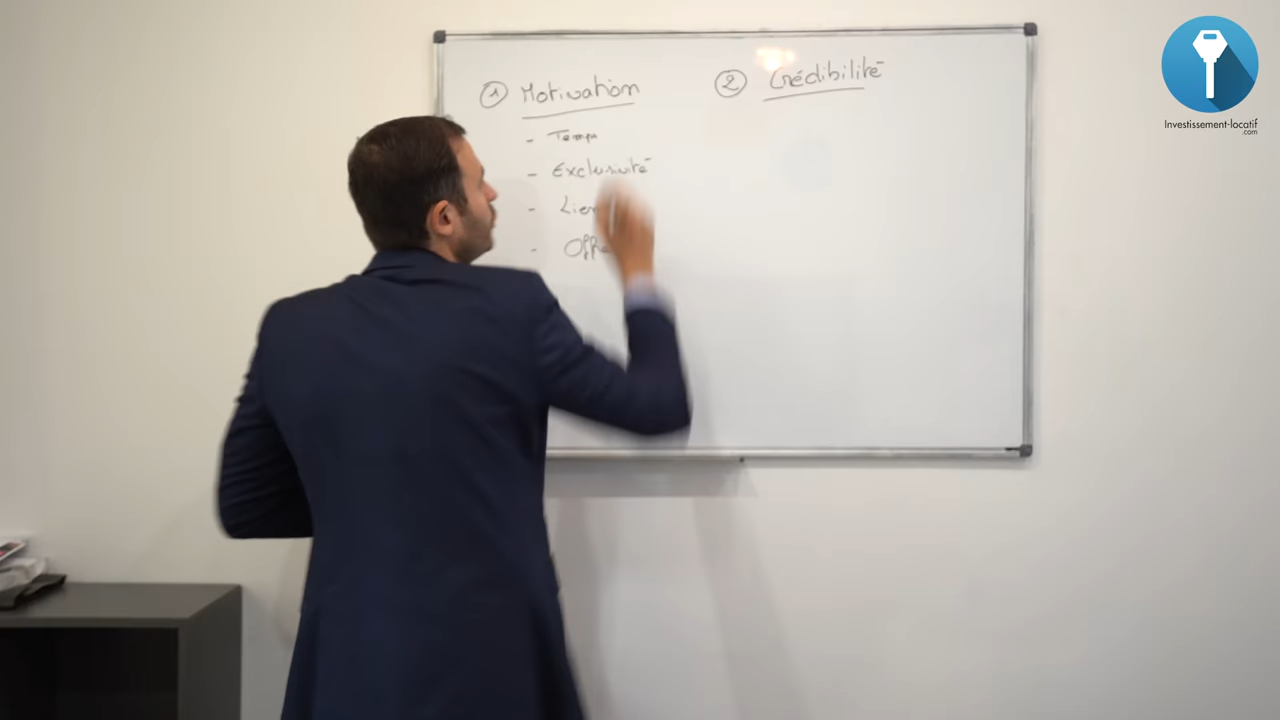 ① Motivation
- Temps
- Exclusivité
- Lien
- Offre
② Crédibilité
Investissement-locatif
.com